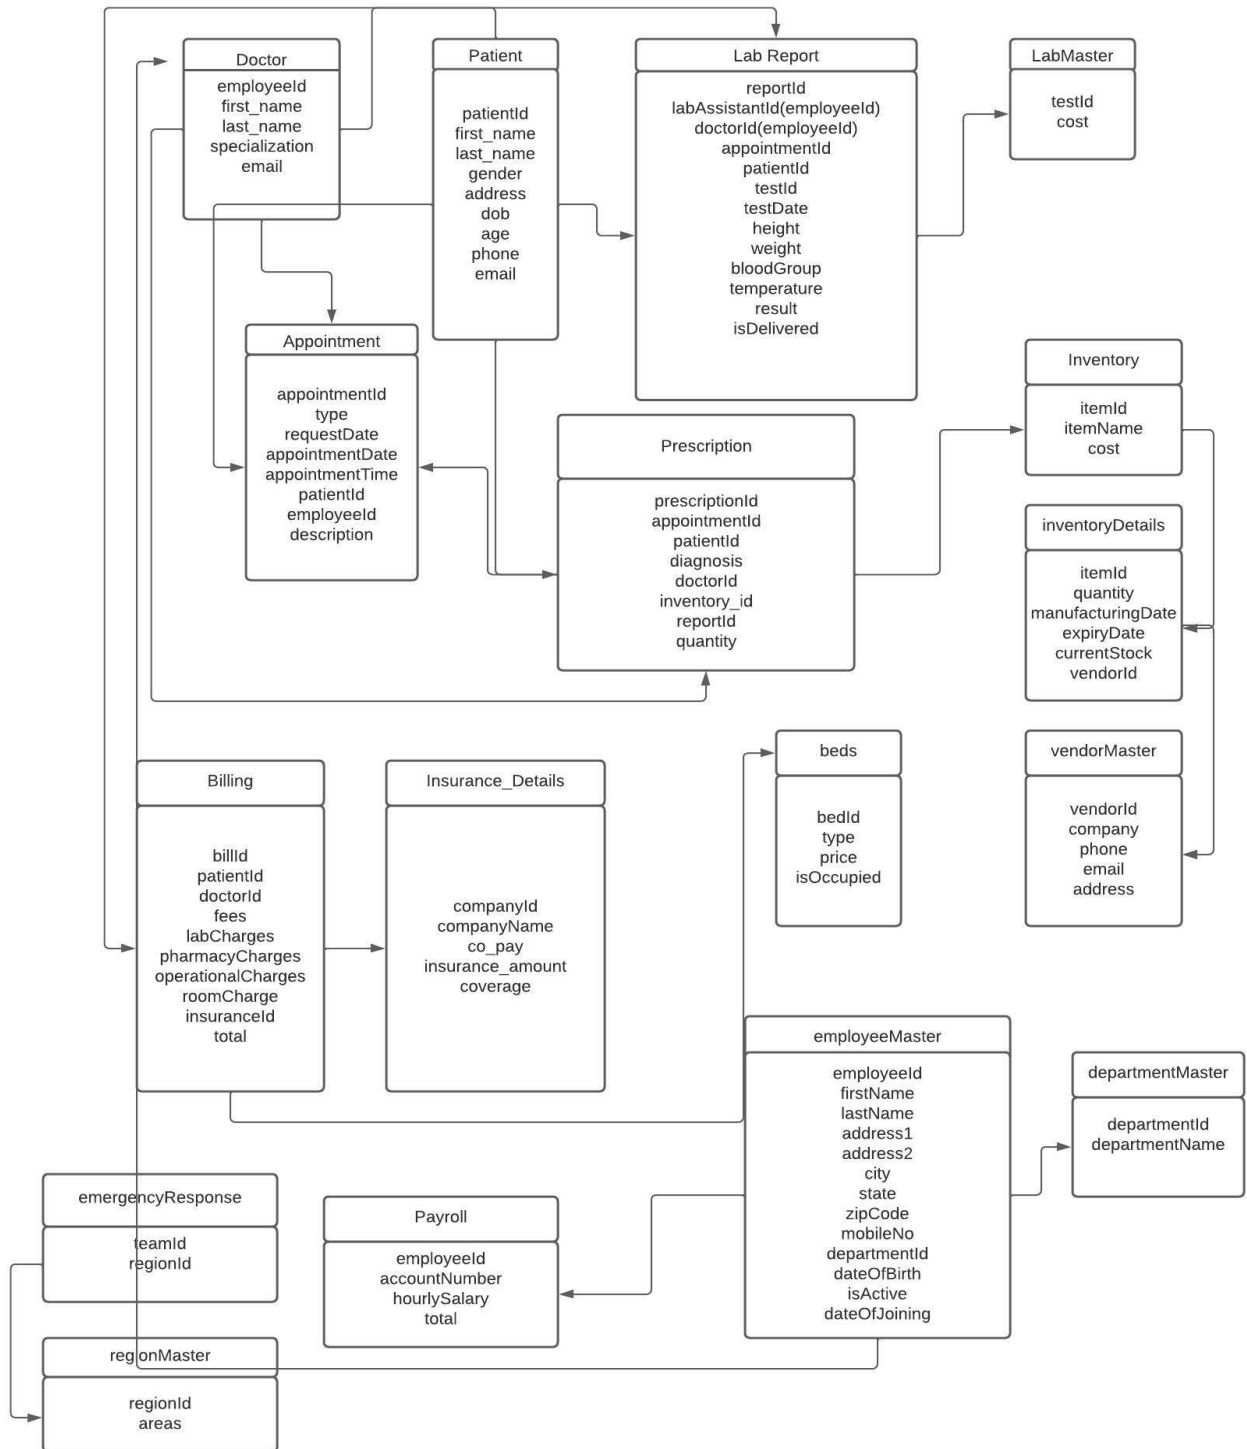 Doctor
employeeId
first_name
last_name
specialization
email
Patient
patientId
first_name
last_name
gender
address
dob
age
phone
email
Lab Report
reportId
labAssistantId(employeeId)
doctorId(employeeId)
appointmentId
patientId
testId
testDate
height
weight
bloodGroup
temperature
result
isDelivered
LabMaster
testId
cost
Appointment
appointmentId
type
requestDate
appointmentDate
appointmentTime
patientId
employeeId
description
Prescription
prescriptionId
appointmentId
patientId
diagnosis
doctorId
inventory_id
reportId
quantity
Inventory
itemId
itemName
cost
inventoryDetails
itemId
quantity
manufacturingDate
expiryDate
currentStock
vendorId
Billing
billId
patientId
doctorId
fees
labCharges
pharmacyCharges
operationalCharges
roomCharge
insuranceId
total
Insurance_Details
companyId
companyName
co_pay
insurance_amount
coverage
beds
bedId
type
price
isOccupied
vendorMaster
vendorId
company
phone
email
address
employeeMaster
employeeId
firstName
lastName
address1
address2
city
state
zipCode
mobileNo
departmentId
dateOfBirth
isActive
dateOfJoining
departmentMaster
departmentId
departmentName
emergencyResponse
teamId
regionId
Payroll
employeeId
accountNumber
hourlySalary
total
regionMaster
regionId
areas